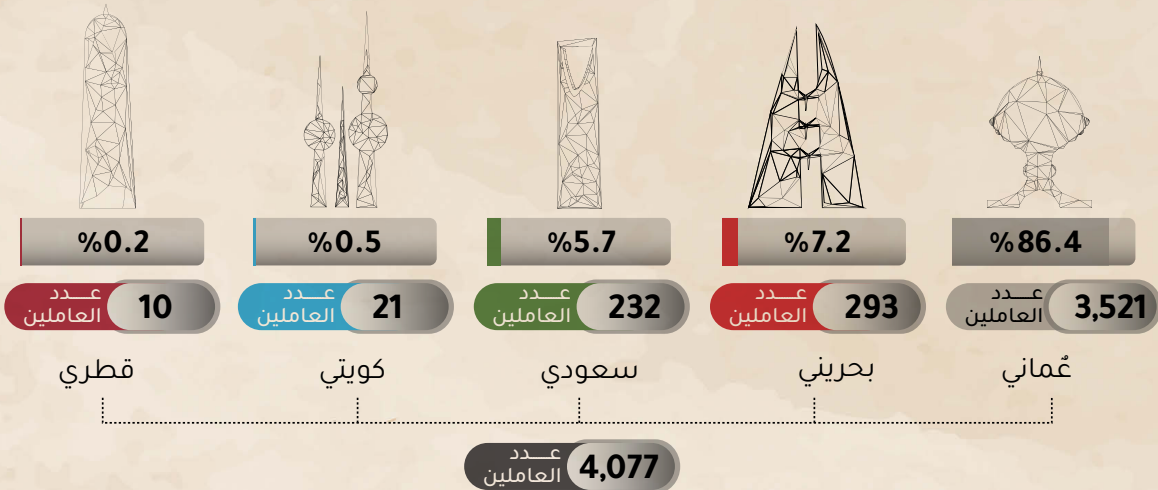 %86.4
%7.2
%5.7
%0.5
%0.2
عـــدد
العاملين
3,521
عـــدد
العاملين
293
عـــدد
العاملين
232
عـــدد
العاملين
21
عـــدد
العاملين
10
عُماني
بحريني
سعودي
كويتي
قطري
عـــدد
العاملين
4,077